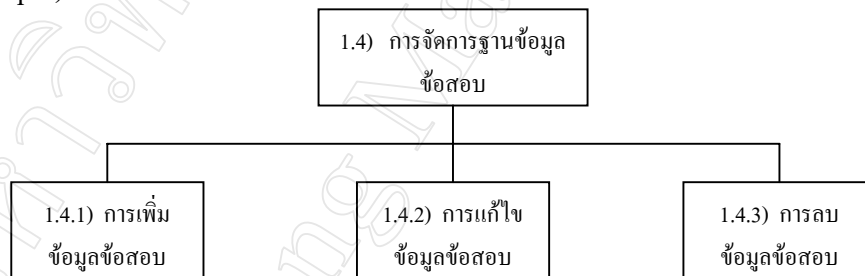 1.4) การจัดการฐานข้อมูล
ข้อสอบ
1.4.1) การเพิ่ม
ข้อมูลข้อสอบ
1.4.2) การแก้ไข
ข้อมูลข้อสอบ
1.4.3) การลบ
ข้อมูลข้อสอบ